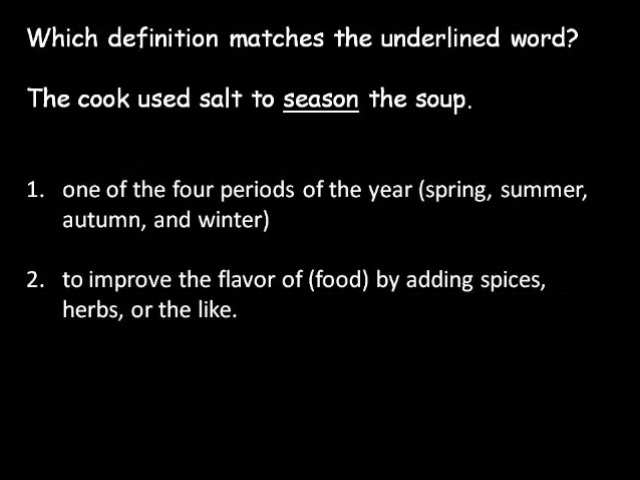 Which definition matches the underlined word?
The cook used salt to season the soup.
1. one of the four periods of the year (spring, summer,
autumn, and winter)
2. to improve the flavor of (food) by adding spices,
herbs, or the like.